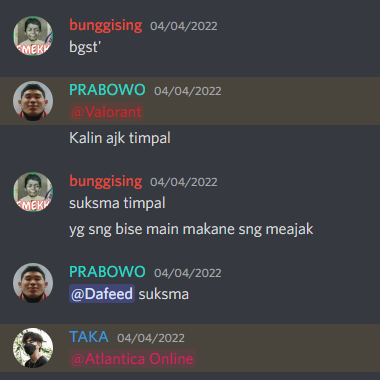 bunggising 04/04/2022
bgst'
PRABOWO 04/04/2022
@Valorant
Kalin ajk timpal
bunggising 04/04/2022
suksma timpal
yg sng bise main makane sng meajak
PRABOWO 04/04/2022
@Dafeed suksma
TAKA 04/04/2022
@Atlantica Online